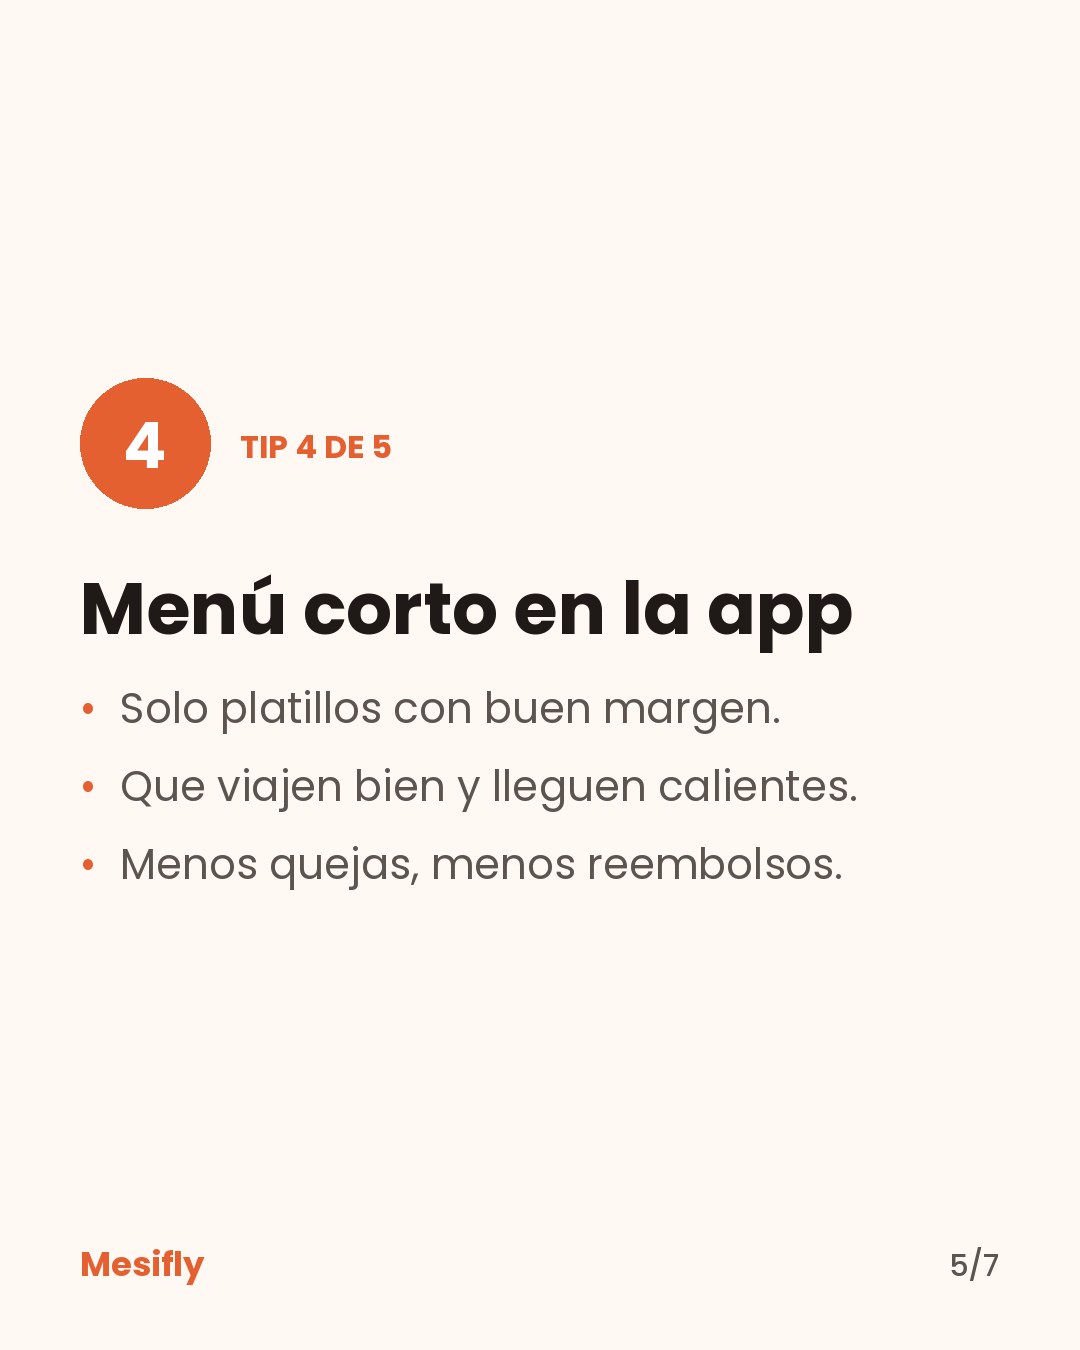 4
TIP 4 DE 5
Menú corto en la app
• Solo platillos con buen margen.
• Que viajen bien y lleguen calientes.
• Menos quejas, menos reembolsos.
Mesifly
5/7